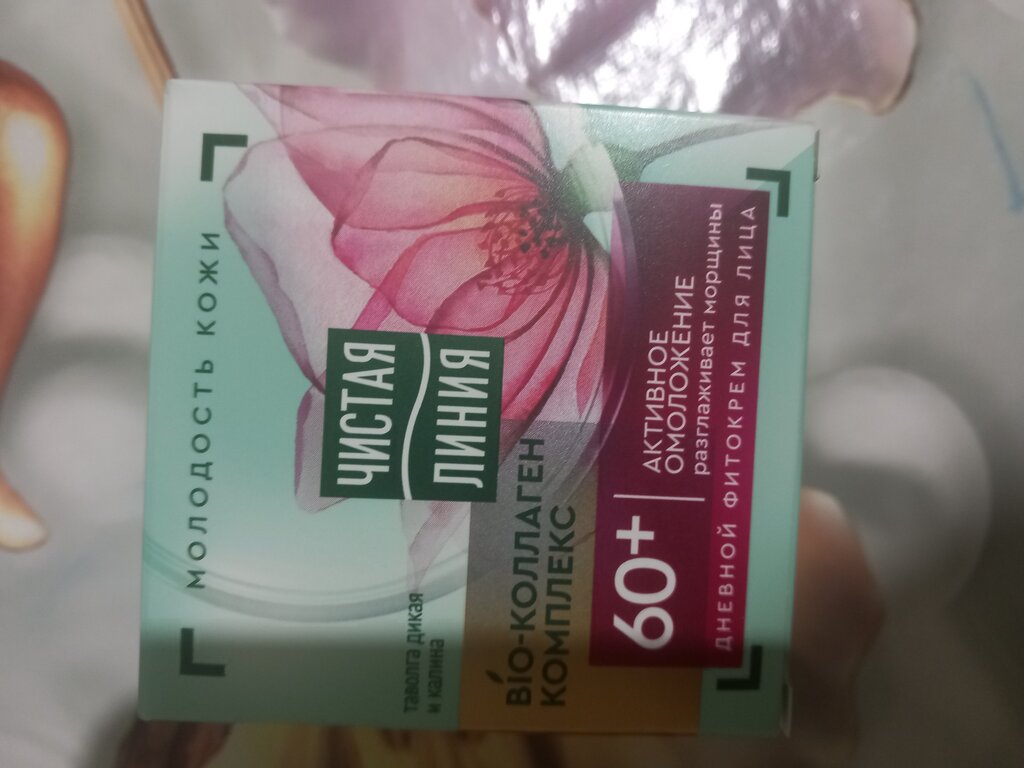 МОЛОДОСТЬ КОЖИ
ЧИСТАЯ
ЛИНИЯ
таволга дикая
и калина
BIO-КОЛЛАГЕН
КОМПЛЕКС
60+
АКТИВНОЕ
ОМОЛОЖЕНИЕ
разглаживает морщины
ДНЕВНОЙ ФИТОКРЕМ ДЛЯ ЛИЦА